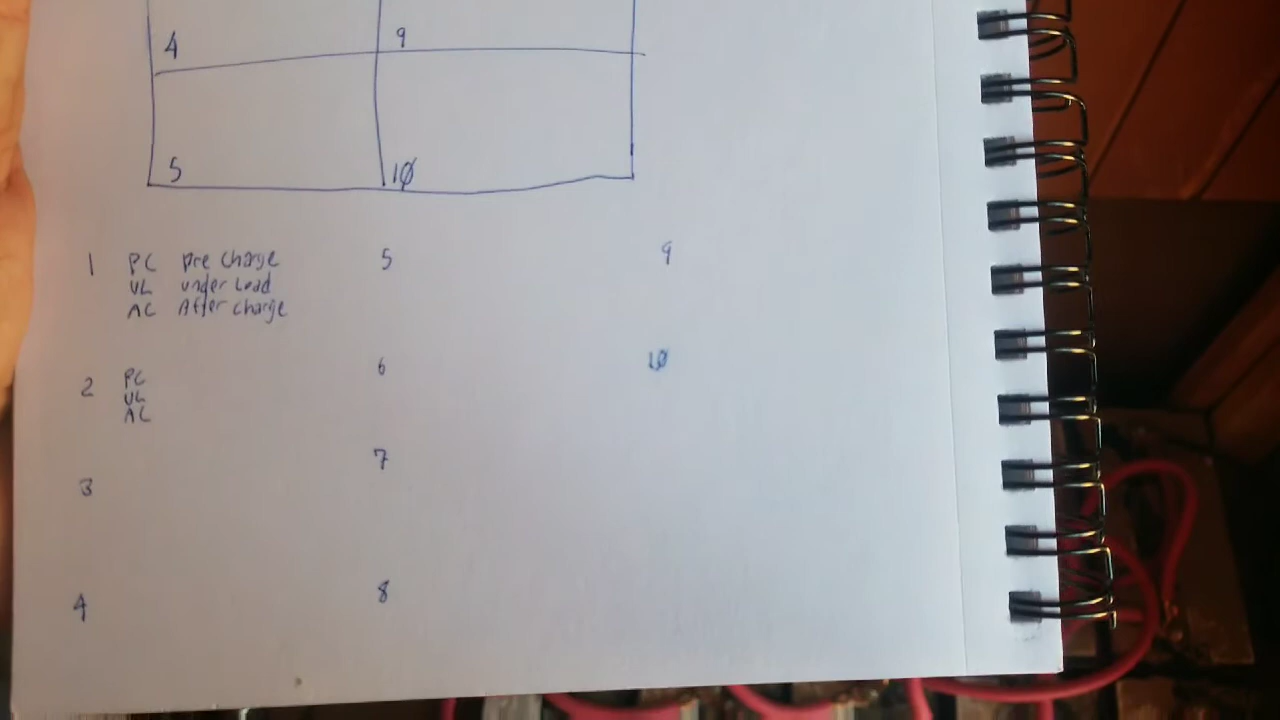 4 9
5 10
1 PC Pre Charge 5 9
UL under Load
AC After charge
2 PC 6 10
UL
AC
3 7
4 8